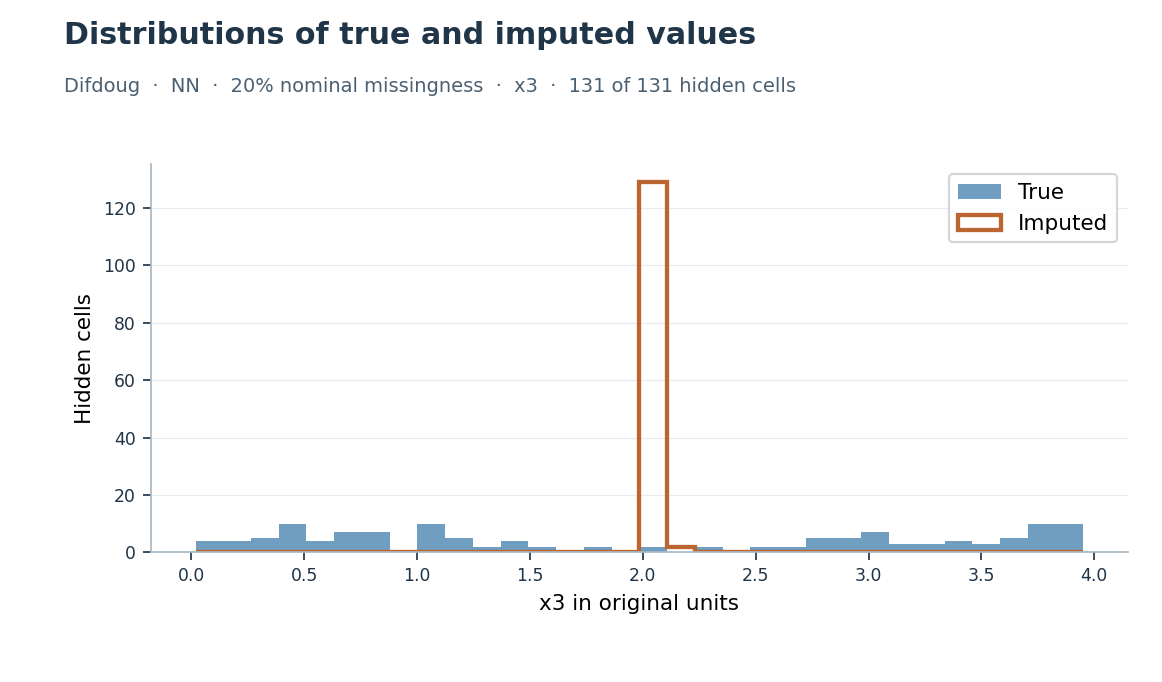 Distributions of true and imputed values
Difdoug · NN · 20% nominal missingness · x3 · 131 of 131 hidden cells
True
Imputed
Hidden cells
120
100
80
60
40
20
0
0.0 0.5 1.0 1.5 2.0 2.5 3.0 3.5 4.0
x3 in original units